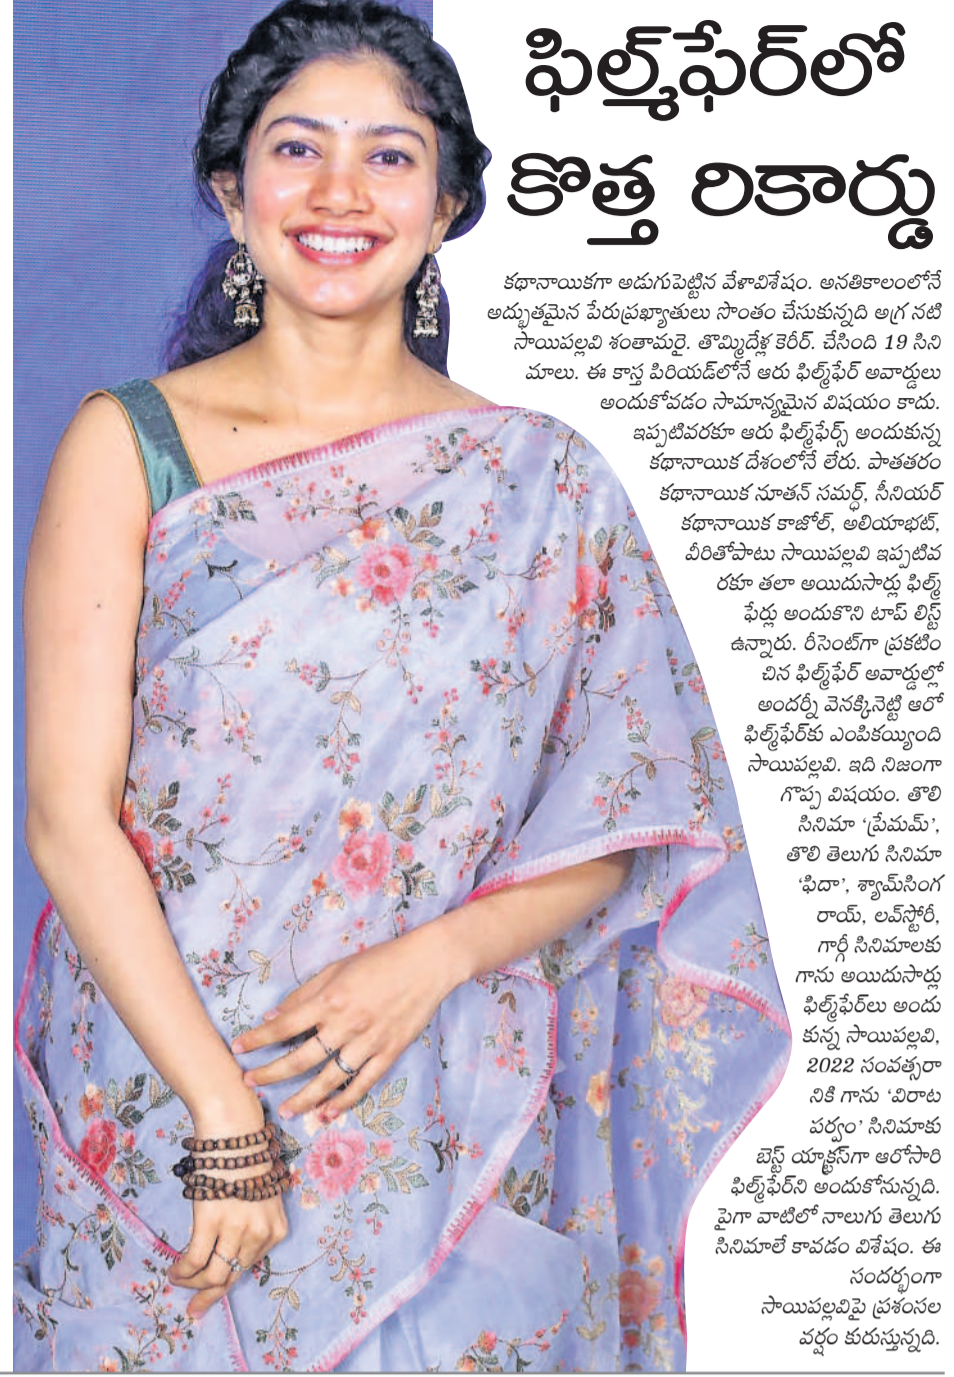 ఫిల్మ్‌ఫేర్‌లో
కొత్త రికార్డు
కథానాయికగా అడుగుపెట్టిన వేళావిశేషం. అనతికాలంలోనే
అద్భుతమైన పేరుప్రఖ్యాతులు సొంతం చేసుకున్నది అగ్ర నటి
సాయిపల్లవి శంతామరై. తొమ్మిదేళ్ల కెరీర్. చేసింది 19 సిని
మాలు. ఈ కాస్త పిరియడ్‌లోనే ఆరు ఫిల్మ్‌ఫేర్ అవార్డులు
అందుకోవడం సామాన్యమైన విషయం కాదు.
ఇప్పటివరకూ ఆరు ఫిల్మ్‌ఫేర్స్ అందుకున్న
కథానాయిక దేశంలోనే లేరు. పాతతరం
కథానాయిక నూతన్ సమర్థ్, సీనియర్
కథానాయిక కాజోల్, అలియాభట్,
వీరితోపాటు సాయిపల్లవి ఇప్పటివ
రకూ తలా అయిదుసార్లు ఫిల్మ్
ఫేర్లు అందుకొని టాప్ లిస్ట్
ఉన్నారు. రీసెంట్‌గా ప్రకటిం
చిన ఫిల్మ్‌ఫేర్ అవార్డుల్లో
అందర్నీ వెనక్కినెట్టి ఆరో
ఫిల్మ్‌ఫేర్‌కు ఎంపికయ్యింది
సాయిపల్లవి. ఇది నిజంగా
గొప్ప విషయం. తొలి
సినిమా ‘ప్రేమమ్’,
తొలి తెలుగు సినిమా
‘ఫిదా’, శ్యామ్‌సింగ
రాయ్, లవ్‌స్టోరీ,
గార్గీ సినిమాలకు
గాను అయిదుసార్లు
ఫిల్మ్‌ఫేర్‌లు అందు
కున్న సాయిపల్లవి,
2022 సంవత్సరా
నికి గాను ‘విరాట
పర్వం’ సినిమాకు
బెస్ట్ యాక్ట్రస్‌గా ఆరోసారి
ఫిల్మ్‌ఫేర్‌ని అందుకోనున్నది.
పైగా వాటిలో నాలుగు తెలుగు
సినిమాలే కావడం విశేషం. ఈ
సందర్భంగా
సాయిపల్లవిపై ప్రశంసల
వర్షం కురుస్తున్నది.